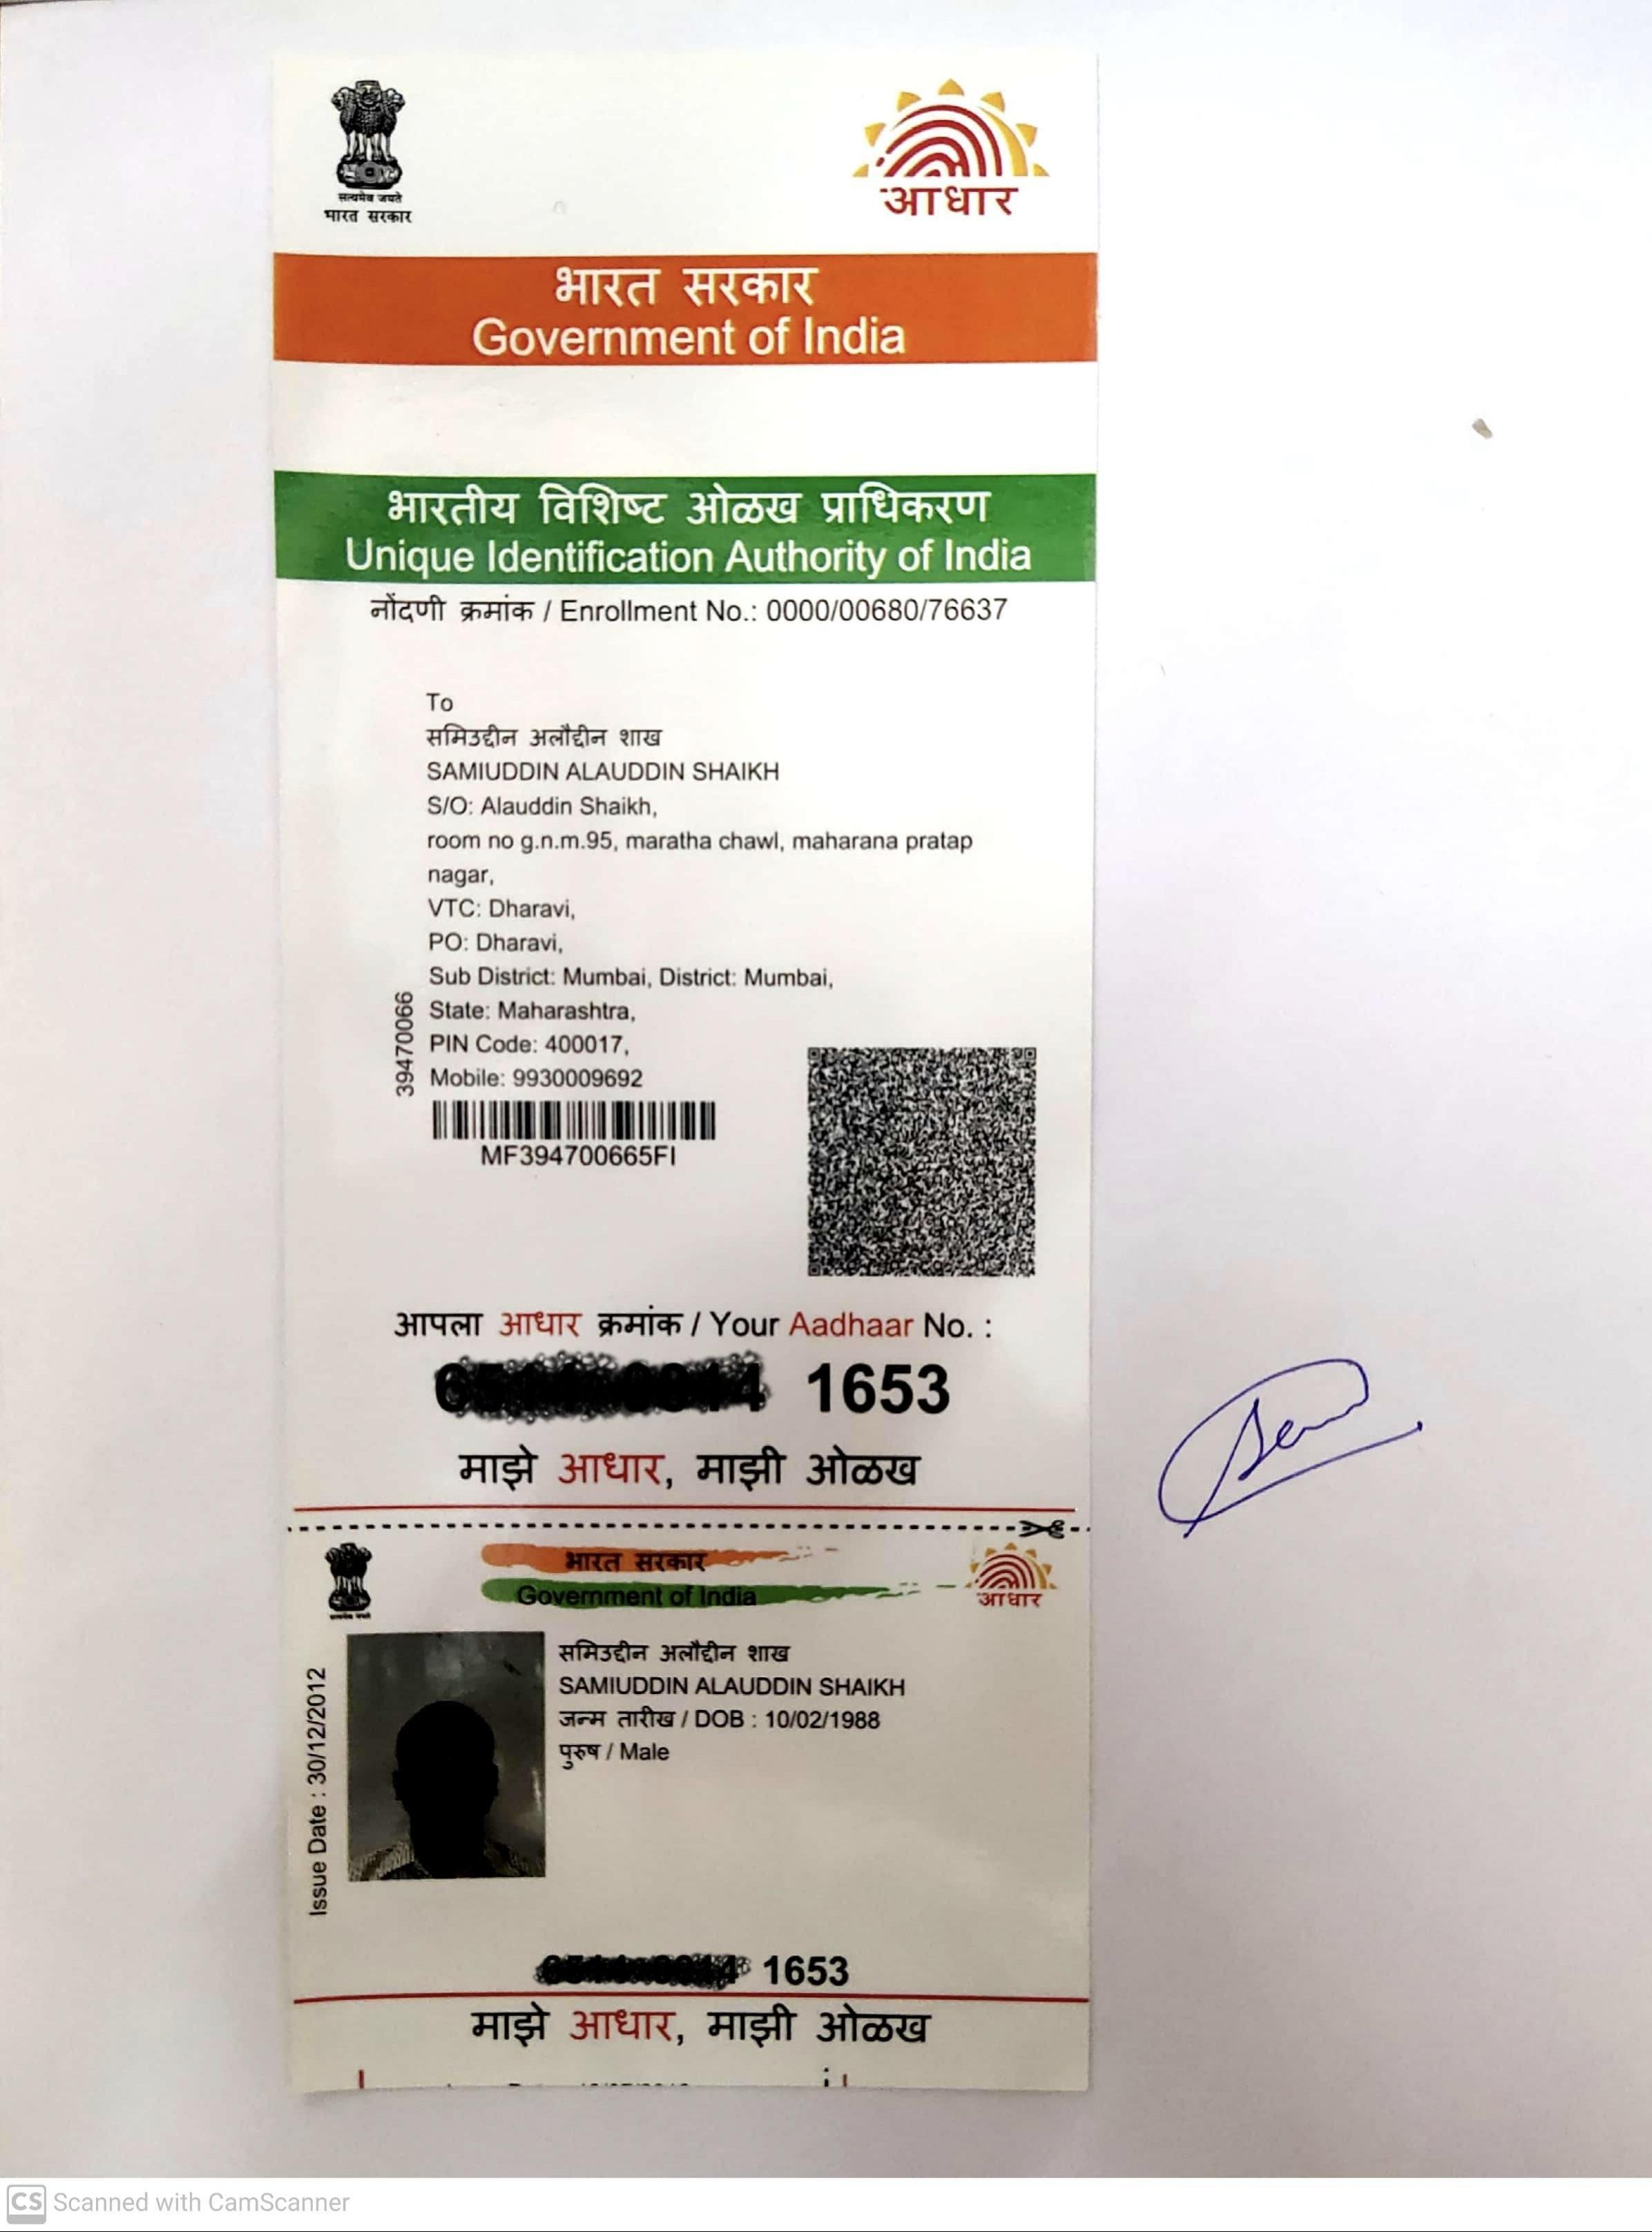 सत्यमेव जयते
भारत सरकार
आधार
भारत सरकार
Government of India
भारतीय विशिष्ट ओळख प्राधिकरण
Unique Identification Authority of India
नोंदणी क्रमांक / Enrollment No.: 0000/00680/76637
To
समिउद्दीन अलौद्दीन शाख
SAMIUDDIN ALAUDDIN SHAIKH
S/O: Alauddin Shaikh,
room no g.n.m.95, maratha chawl, maharana pratap
nagar,
VTC: Dharavi,
PO: Dharavi,
Sub District: Mumbai, District: Mumbai,
State: Maharashtra,
PIN Code: 400017,
Mobile: 9930009692
39470066
MF394700665FI
आपला आधार क्रमांक / Your Aadhaar No. :
1653
माझे आधार, माझी ओळख
भारत सरकार
Government of India
आधार
समिउद्दीन अलौद्दीन शाख
SAMIUDDIN ALAUDDIN SHAIKH
जन्म तारीख / DOB : 10/02/1988
पुरुष / Male
Issue Date : 30/12/2012
1653
माझे आधार, माझी ओळख
CS Scanned with CamScanner